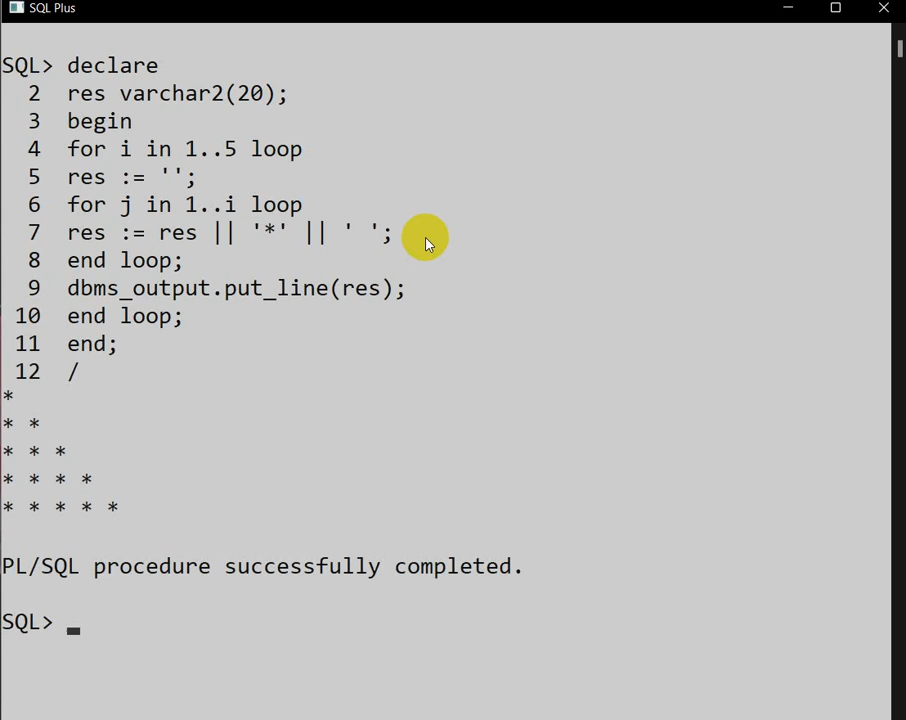 SQL Plus
SQL> declare
2 res varchar2(20);
3 begin
4 for i in 1..5 loop
5 res := '';
6 for j in 1..i loop
7 res := res || '*' || ' ';
8 end loop;
9 dbms_output.put_line(res);
10 end loop;
11 end;
12 /
*
* *
* * *
* * * *
* * * * *
PL/SQL procedure successfully completed.
SQL>